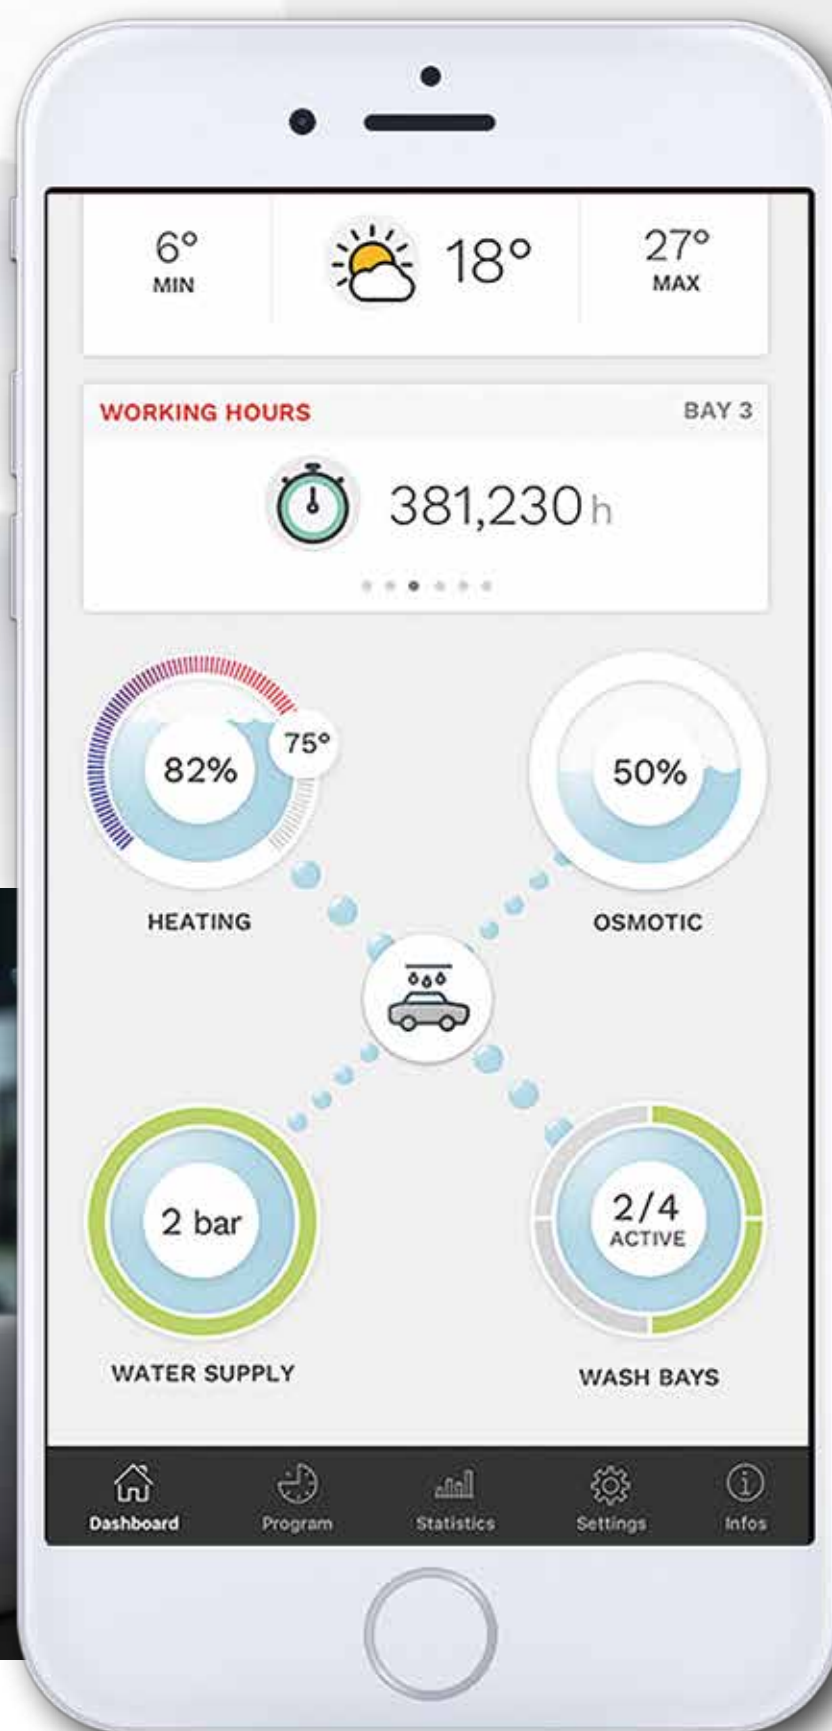 6° 18° 27°
MIN MAX
WORKING HOURS BAY 3
381,230 h
82% 75° 50%
HEATING OSMOTIC
2 bar 2/4
ACTIVE
WATER SUPPLY WASH BAYS
Dashboard Program Statistics Settings Infos